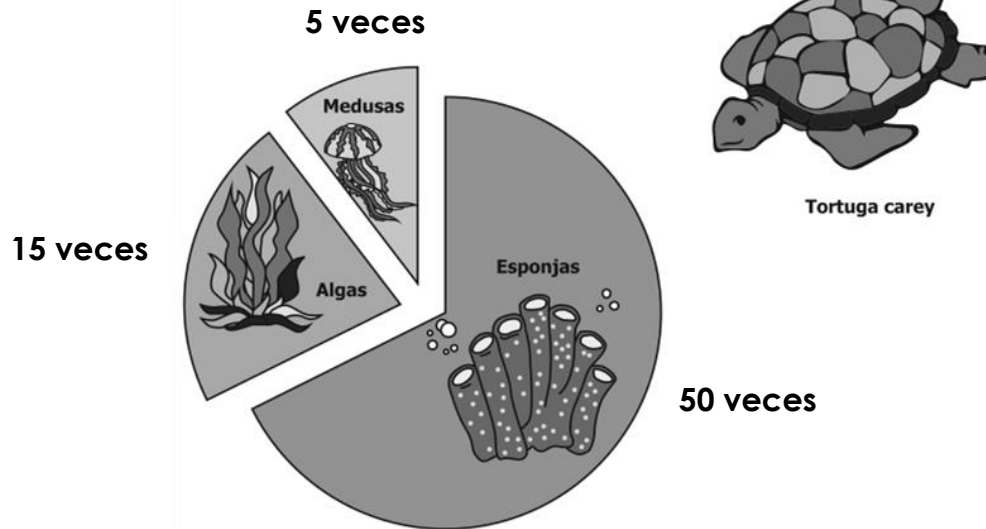 5 veces
Medusas
Tortuga carey
15 veces
Algas
Esponjas
50 veces